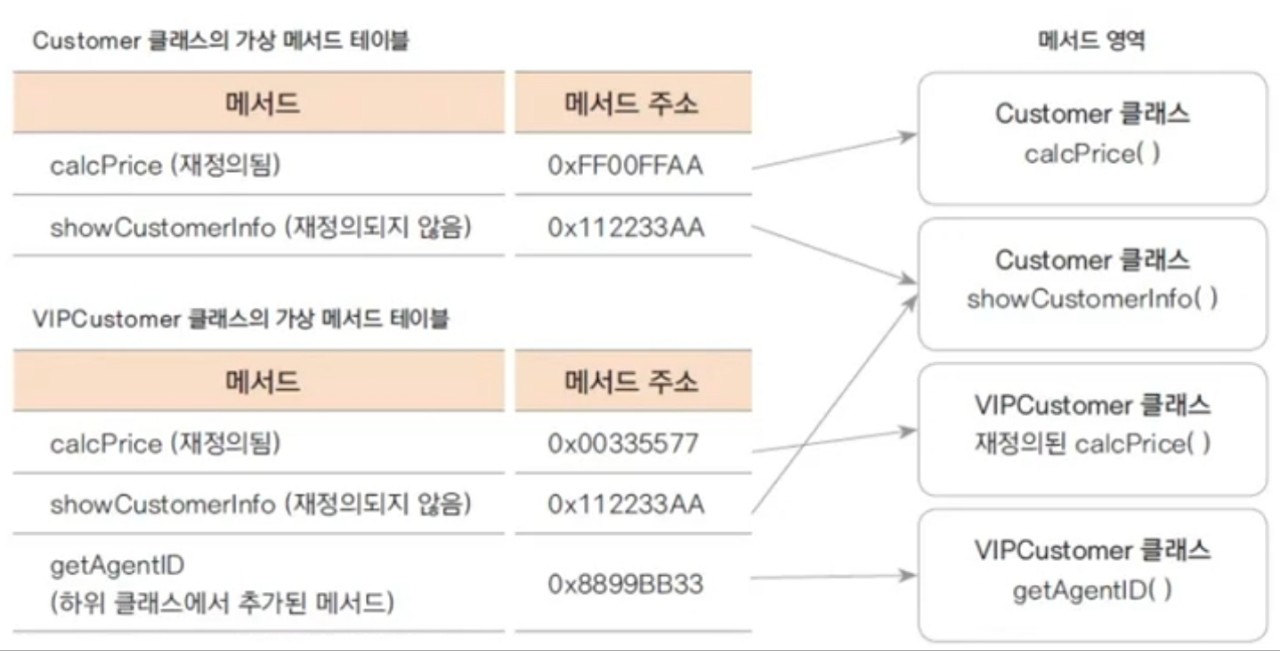 Customer 클래스의 가상 메서드 테이블
메서드 메서드 주소
calcPrice (재정의됨) 0xFF00FFAA
showCustomerInfo (재정의되지 않음) 0x112233AA
VIPCustomer 클래스의 가상 메서드 테이블
메서드 메서드 주소
calcPrice (재정의됨) 0x00335577
showCustomerInfo (재정의되지 않음) 0x112233AA
getAgentID
(하위 클래스에서 추가된 메서드) 0x8899BB33
메서드 영역
Customer 클래스
calcPrice( )
Customer 클래스
showCustomerInfo( )
VIPCustomer 클래스
재정의된 calcPrice( )
VIPCustomer 클래스
getAgentID( )